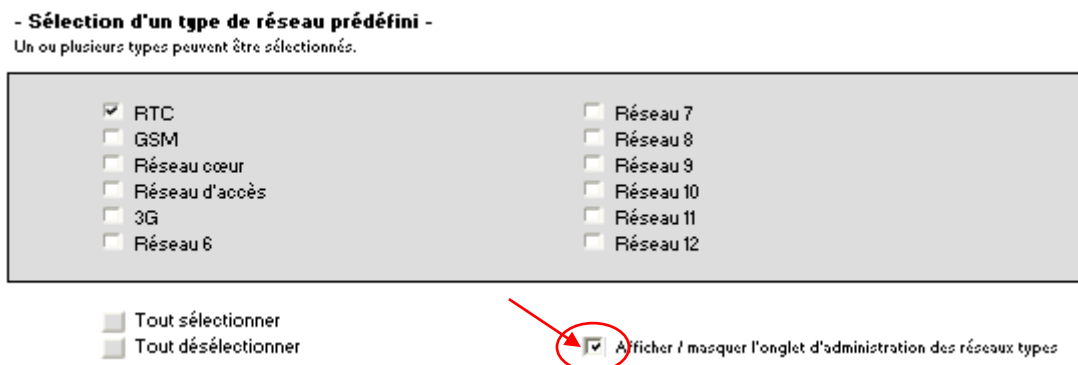 - Sélection d'un type de réseau prédéfini -
Un ou plusieurs types peuvent être sélectionnés.
RTC
GSM
Réseau cœur
Réseau d'accès
3G
Réseau 6
Réseau 7
Réseau 8
Réseau 9
Réseau 10
Réseau 11
Réseau 12
Tout sélectionner
Tout désélectionner
Afficher / masquer l'onglet d'administration des réseaux types